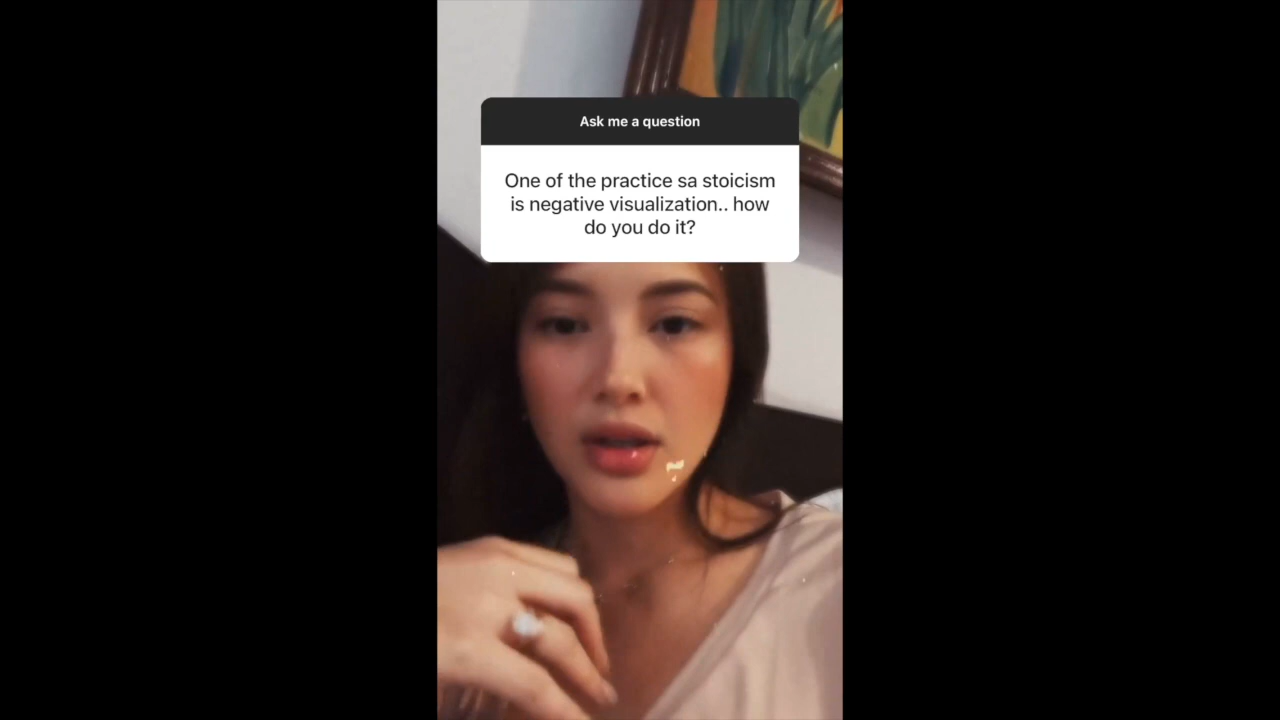 Ask me a question
One of the practice sa stoicism
is negative visualization.. how
do you do it?